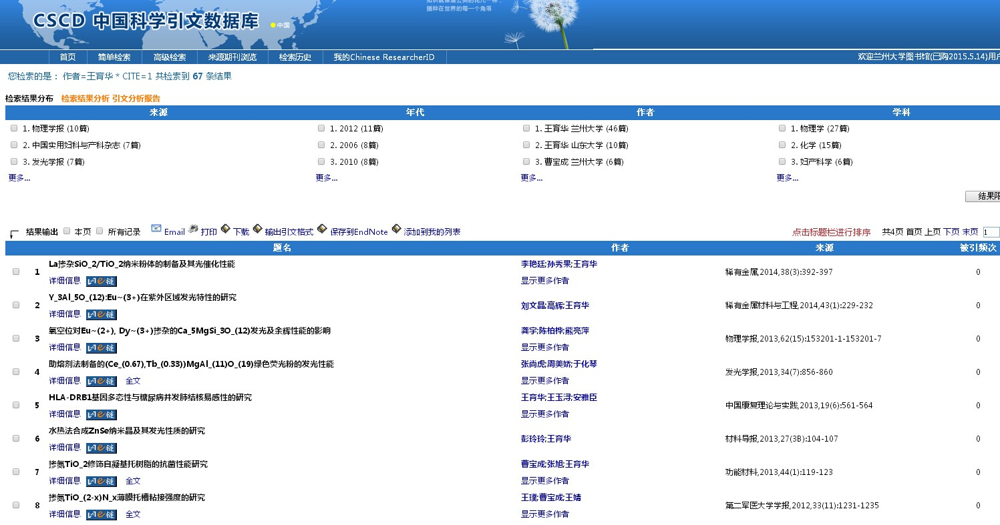 播种在世界的每一个角落
CSCD 中国科学引文数据库 中国
首页 简单检索 高级检索 来源期刊浏览 检索历史 我的Chinese ResearcherID 欢迎兰州大学图书馆(已购2015.5.14)用户
您检索的是： 作者=王育华 * CITE=1 共检索到 67 条结果
检索结果分布 检索结果分析 引文分析报告
来源 年代 作者 学科
1. 物理学报 (10篇) 1. 2012 (11篇) 1. 王育华 兰州大学 (46篇) 1. 物理学 (27篇)
2. 中国实用妇科与产科杂志 (7篇) 2. 2006 (8篇) 2. 王育华 山东大学 (10篇) 2. 化学 (15篇)
3. 发光学报 (7篇) 3. 2010 (8篇) 3. 曹宝成 兰州大学 (6篇) 3. 妇产科学 (6篇)
更多... 更多... 更多... 更多...
结果限
结果输出 本页 所有记录 Email 打印 下载 输出引文格式 保存到EndNote 添加到我的列表 点击标题栏进行排序 共4页 首页 上页 下页 末页 1
题名 作者 来源 被引频次
La掺杂SiO_2/TiO_2纳米粉体的制备及其光催化性能 李艳廷;孙秀果;王育华
1 稀有金属,2014,38(3):392-397 0
详细信息 e链 显示更多作者
Y_3Al_5O_(12):Eu~(3+)在紫外区域发光特性的研究
2 刘文晶;高辉;王育华 稀有金属材料与工程,2014,43(1):229-232 0
详细信息 e链
氧空位对Eu~(2+), Dy~(3+)掺杂的Ca_5MgSi_3O_(12)发光及余辉性能的影响 龚宇;陈柏桦;熊亮萍
3 物理学报,2013,62(15):153201-1-153201-7 0
详细信息 e链 显示更多作者
助熔剂法制备的(Ce_(0.67),Tb_(0.33))MgAl_(11)O_(19)绿色荧光粉的发光性能 张尚虎;周美娇;于化琴
4 发光学报,2013,34(7):856-860 0
详细信息 e链 全文 显示更多作者
HLA-DRB1基因多态性与糖尿病并发肺结核易感性的研究 王育华;王玉浔;安雅臣
5 中国康复理论与实践,2013,19(6):561-564 0
详细信息 e链 显示更多作者
水热法合成ZnSe纳米晶及其发光性质的研究
6 彭玲玲;王育华 材料导报,2013,27(3B):104-107 0
详细信息 e链
掺氮TiO_2修饰自凝基托树脂的抗菌性能研究 曹宝成;张旭;王育华
7 功能材料,2013,44(1):119-123 0
详细信息 e链 全文 显示更多作者
掺氮TiO_(2-x)N_x薄膜托槽粘接强度的研究 王璞;曹宝成;王婧
8 第二军医大学学报,2012,33(11):1231-1235 0
详细信息 e链 全文 显示更多作者